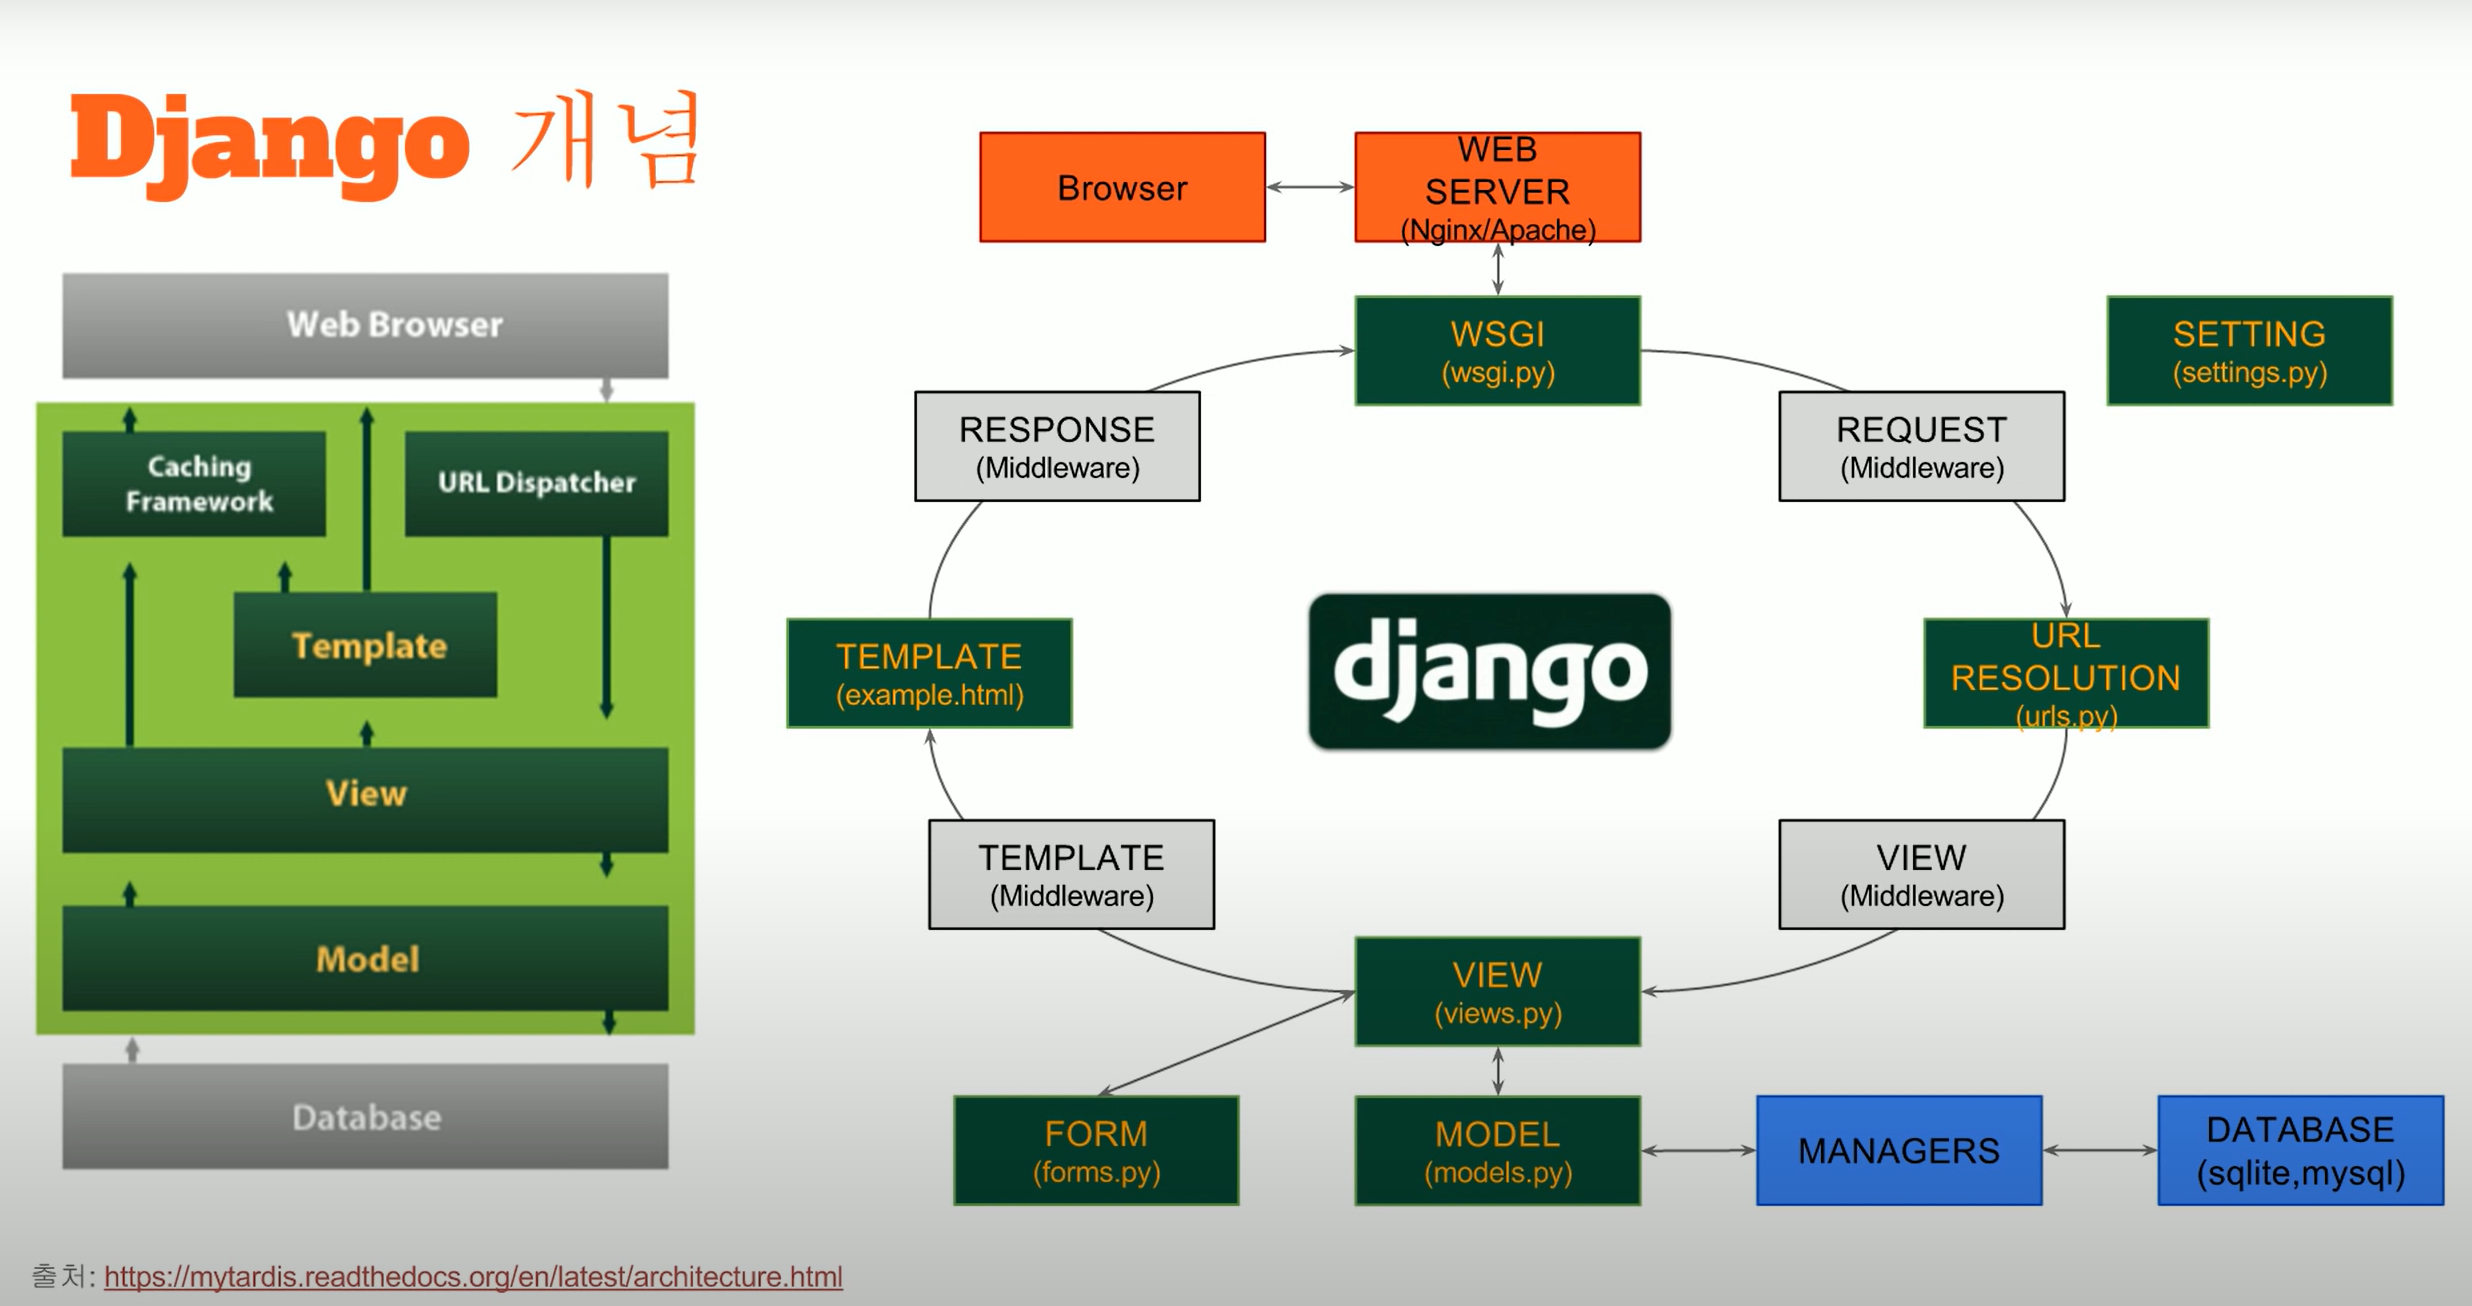 Django 개념
Web Browser
Caching
Framework
URL Dispatcher
Template
View
Model
Database
Browser
WEB
SERVER
(Nginx/Apache)
WSGI
(wsgi.py)
SETTING
(settings.py)
RESPONSE
(Middleware)
REQUEST
(Middleware)
TEMPLATE
(example.html)
django
URL
RESOLUTION
(urls.py)
TEMPLATE
(Middleware)
VIEW
(Middleware)
VIEW
(views.py)
FORM
(forms.py)
MODEL
(models.py)
MANAGERS
DATABASE
(sqlite,mysql)
출처: https://mytardis.readthedocs.org/en/latest/architecture.html